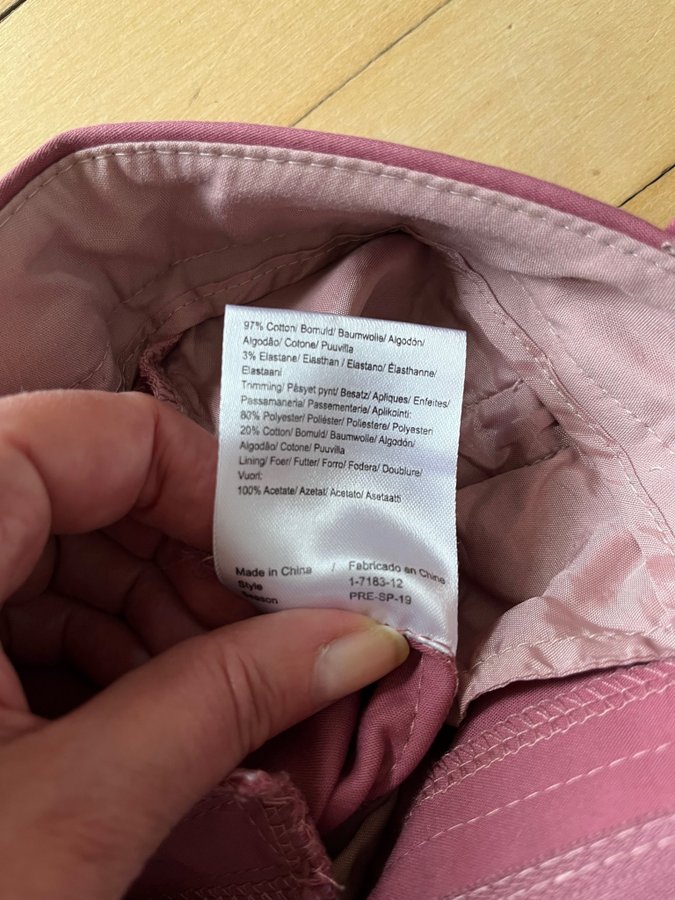 97% Cotton/ Bomuld/ Baumwolle/ Algodón/
Algodão/ Cotone/ Puuvilla
3% Elastane/ Elasthan / Elastano/ Élasthanne/
Elastaani
Trimming/ Påsyet pynt/ Besatz/ Apliques/ Enfeites/
Passamaneria/ Passementerie/ Aplikointi:
80% Polyester/ Poliéster/ Poliestere/ Polyesteri
20% Cotton/ Bomuld/ Baumwolle/ Algodón/
Algodão/ Cotone/ Puuvilla
Lining/ Foer/ Futter/ Forro/ Fodera/ Doublure/
Vuori:
100% Acetate/ Azetat/ Acetato/ Asetaatti
Made in China / Fabricado en China
Style 1-7183-12
Season PRE-SP-19